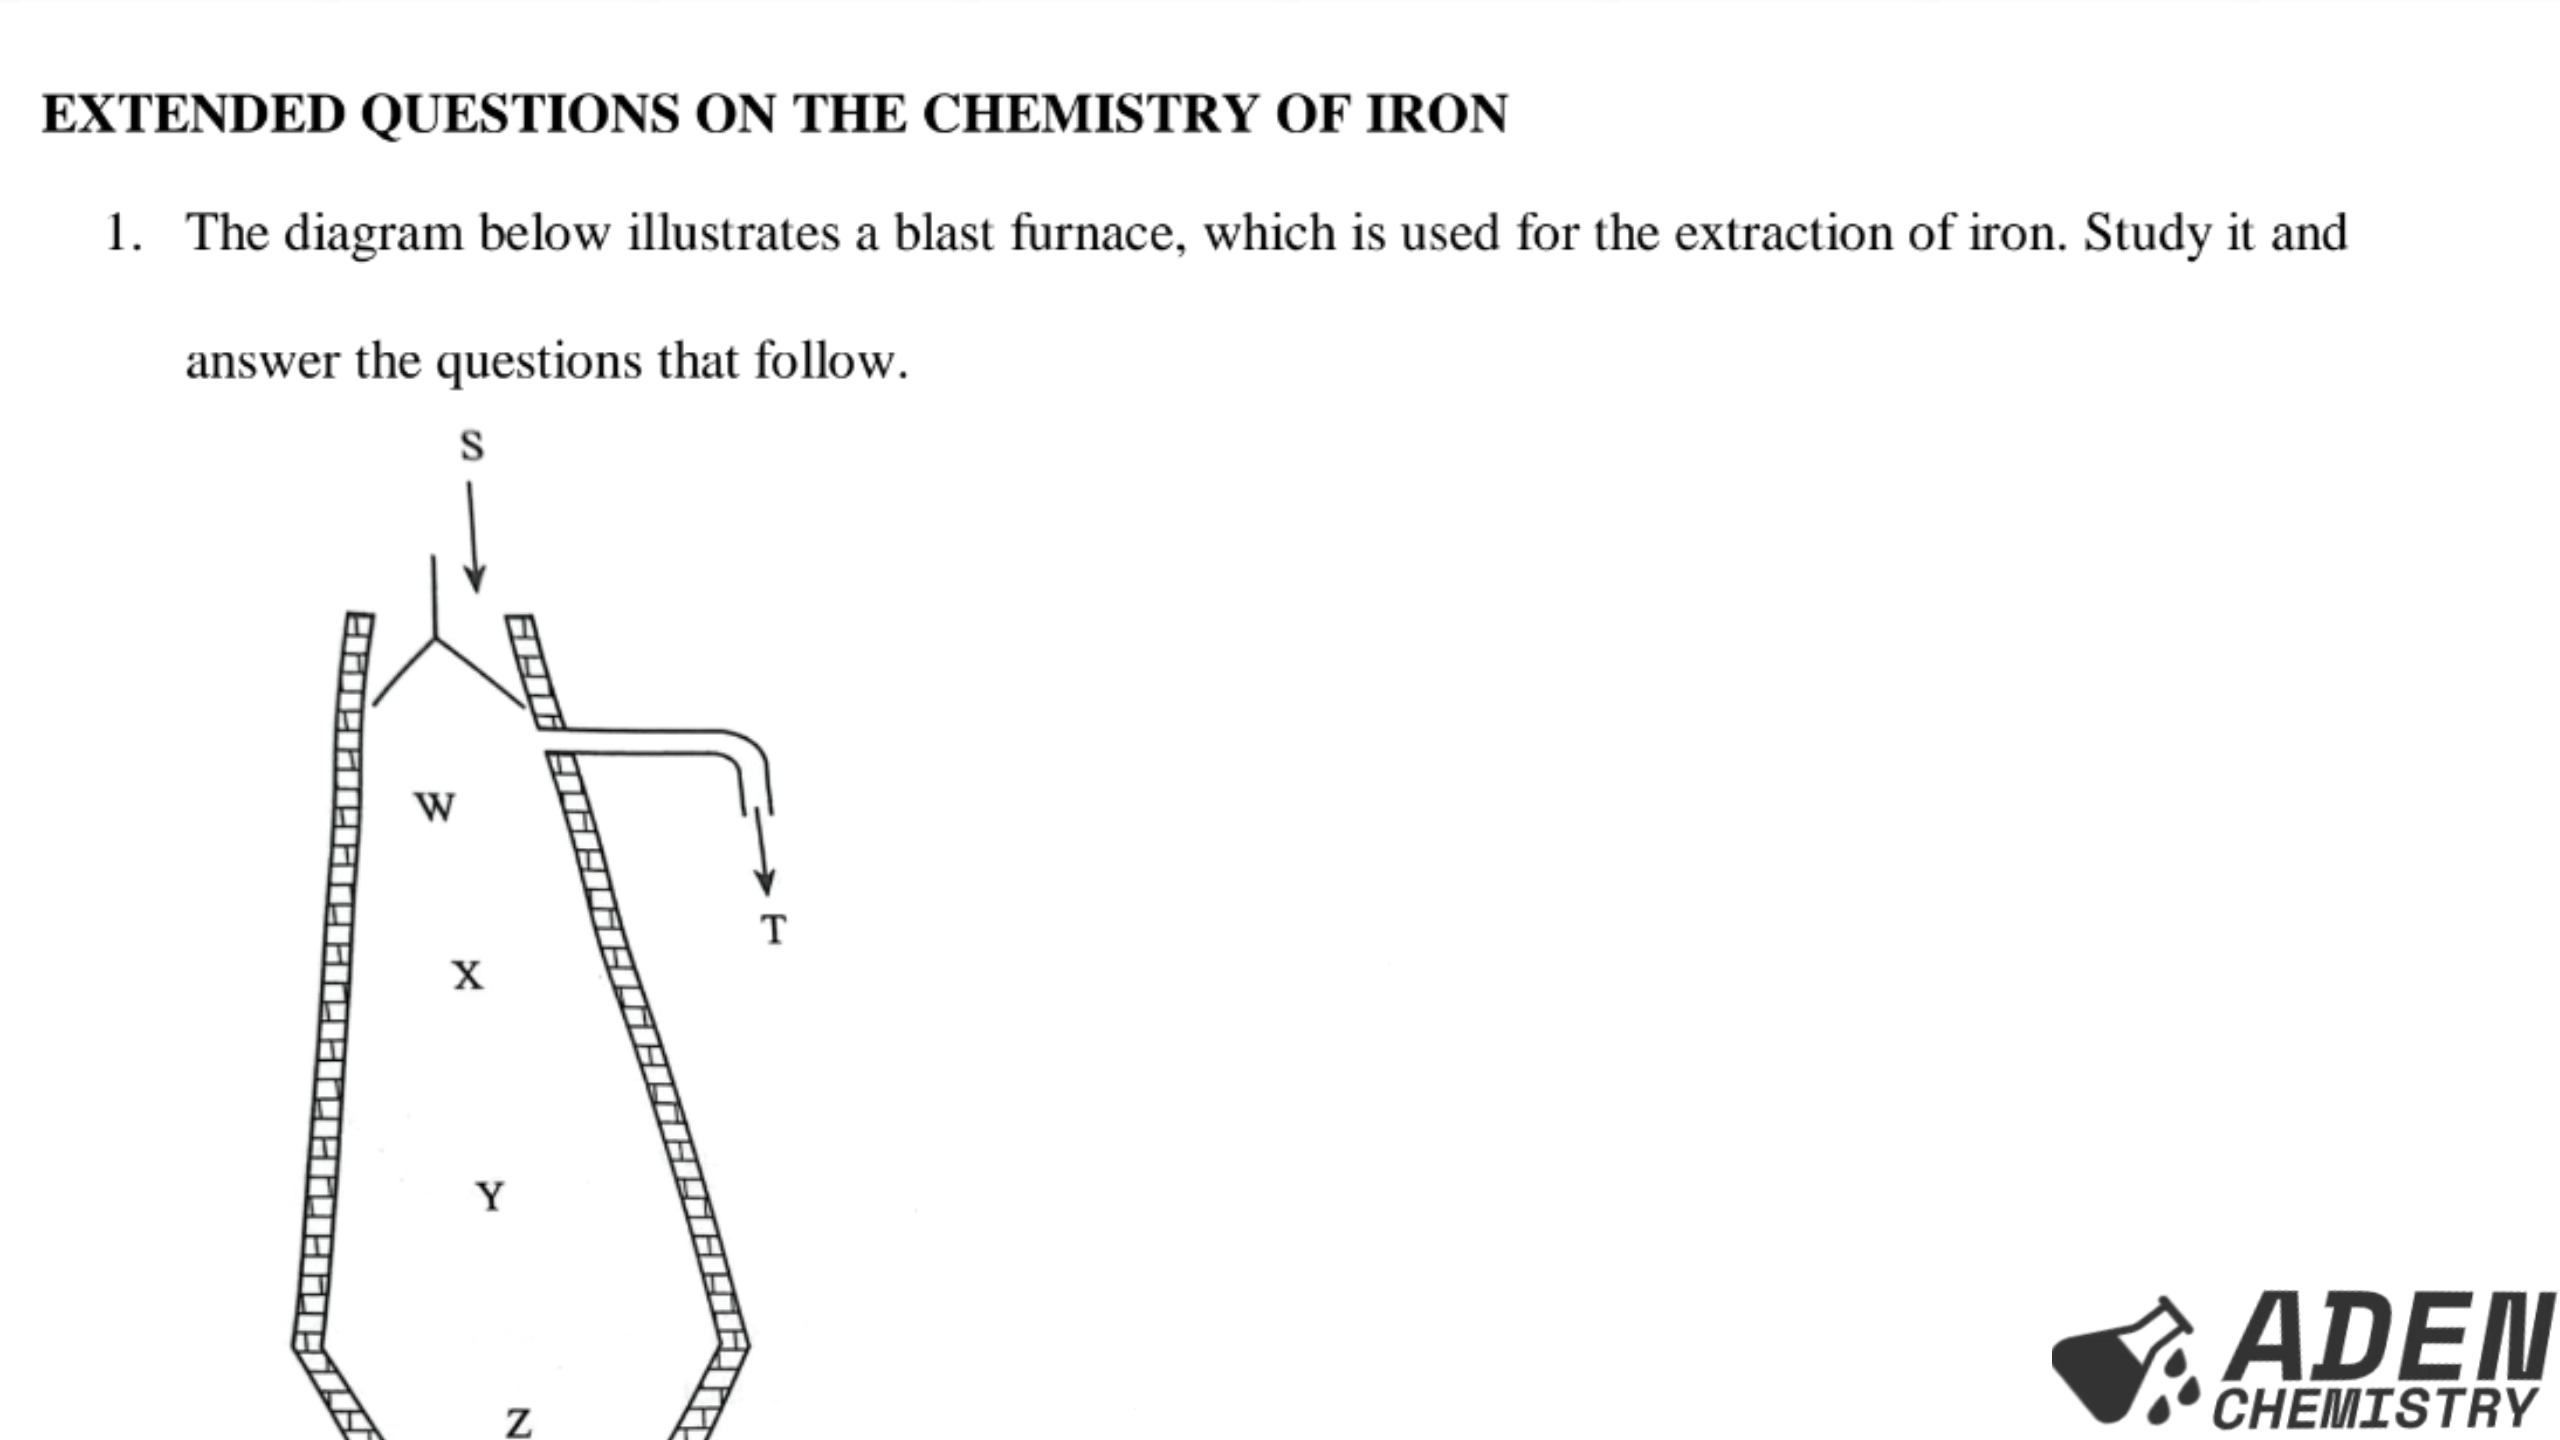 EXTENDED QUESTIONS ON THE CHEMISTRY OF IRON
1. The diagram below illustrates a blast furnace, which is used for the extraction of iron. Study it and
answer the questions that follow.
S
W
T
X
Y
Z
ADEN
CHEMISTRY